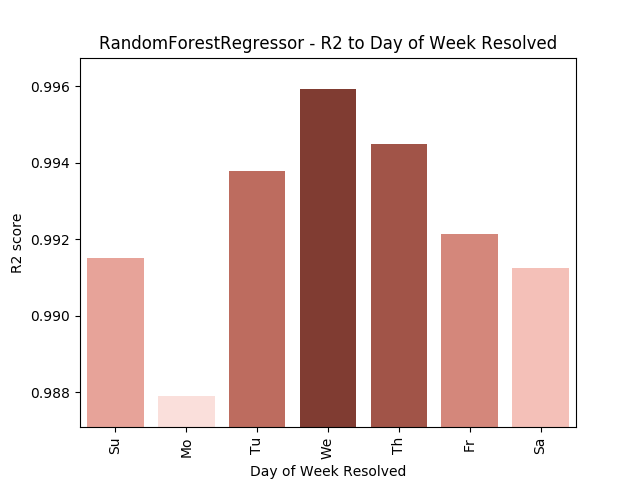 RandomForestRegressor - R2 to Day of Week Resolved
0.996
0.994
0.992
0.990
0.988
R2 score
Su
Mo
Tu
We
Th
Fr
Sa
Day of Week Resolved